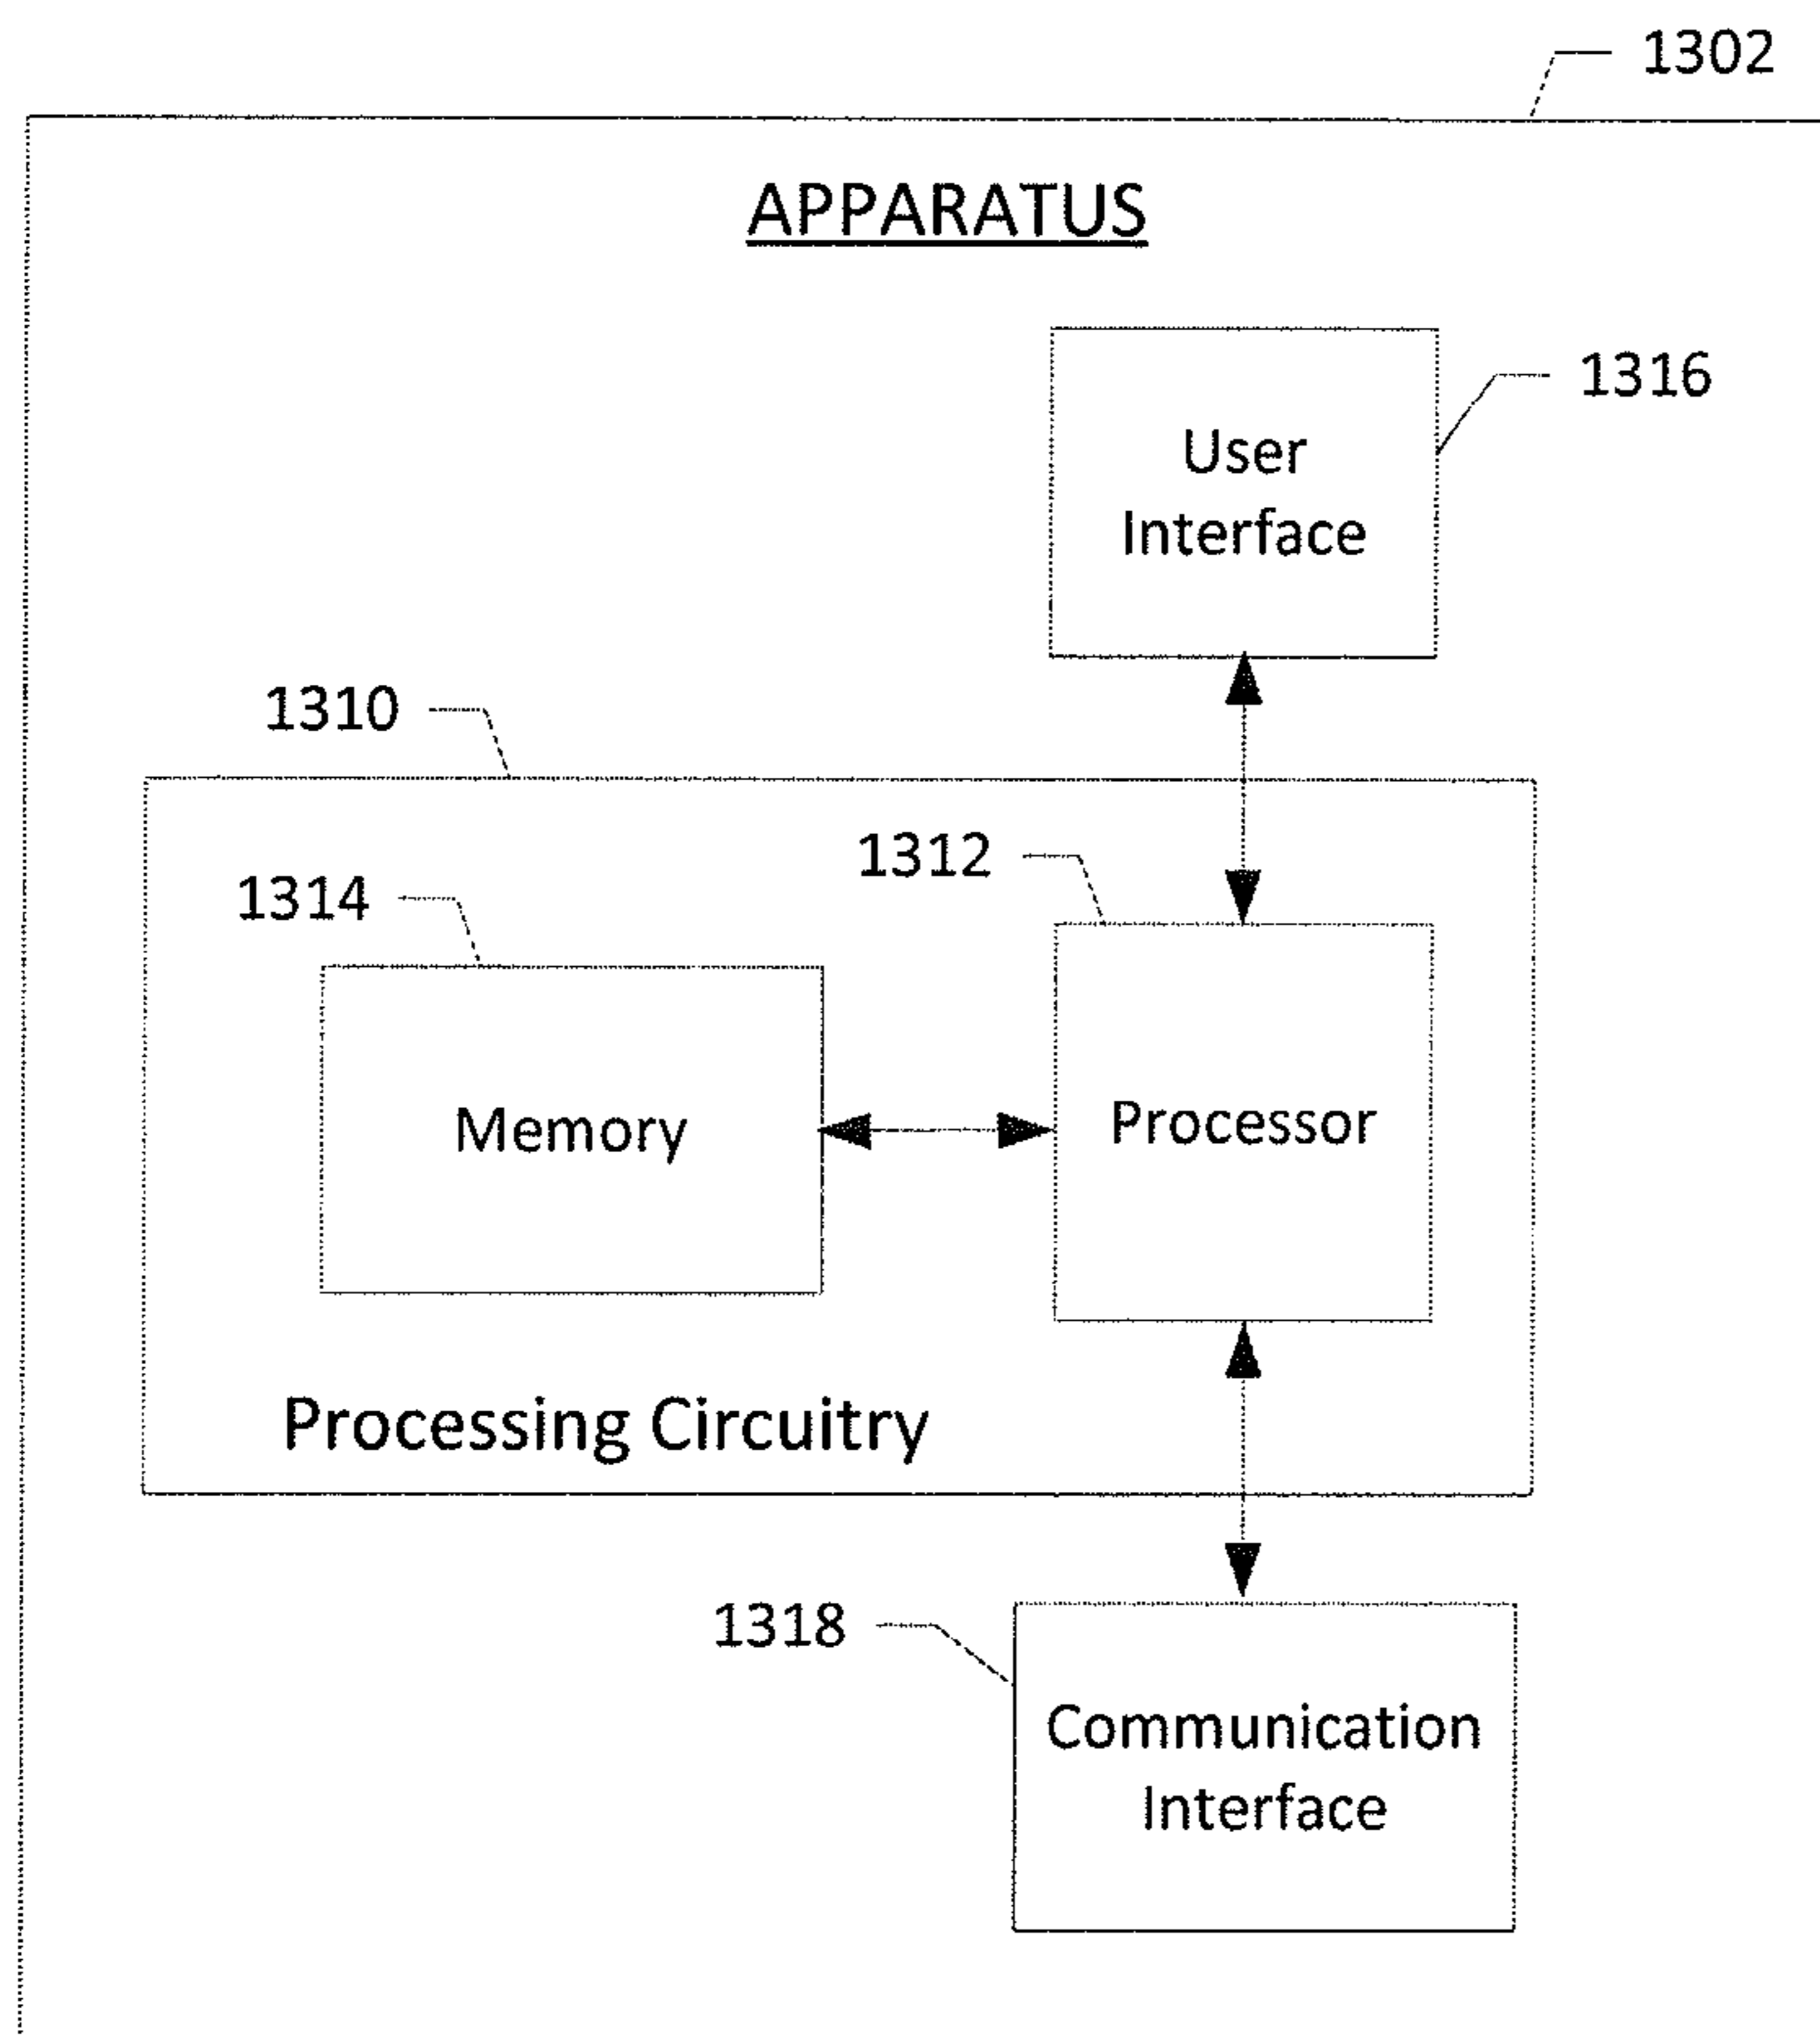 1302
APPARATUS
1316
User
Interface
1310
1312
1314
Memory
Processor
Processing Circuitry
1318
Communication
Interface